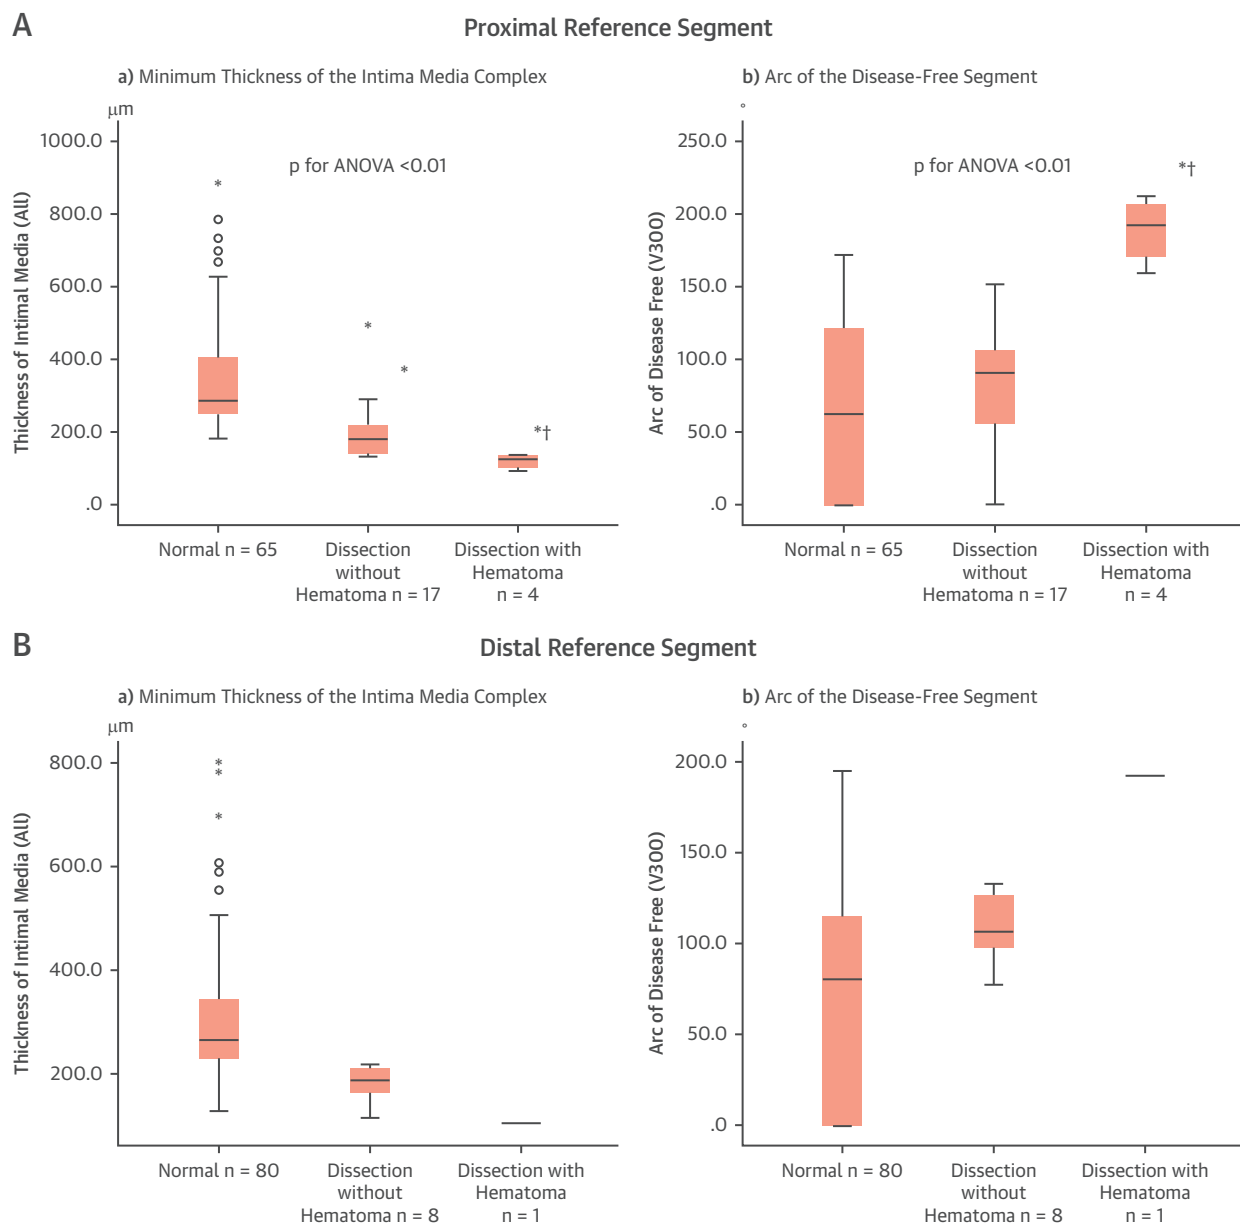 A
Proximal Reference Segment
a) Minimum Thickness of the Intima Media Complex
μm
Thickness of Intimal Media (All)
1000.0
800.0
600.0
400.0
200.0
.0
p for ANOVA <0.01
*
*
*
*†
Normal n = 65
Dissection
without
Hematoma n = 17
Dissection with
Hematoma
n = 4
b) Arc of the Disease-Free Segment
°
Arc of Disease Free (V300)
250.0
200.0
150.0
100.0
50.0
.0
p for ANOVA <0.01
*†
Normal n = 65
Dissection
without
Hematoma n = 17
Dissection with
Hematoma
n = 4
B
Distal Reference Segment
a) Minimum Thickness of the Intima Media Complex
μm
Thickness of Intimal Media (All)
800.0
600.0
400.0
200.0
*
*
*
Normal n = 80
Dissection
without
Hematoma n = 8
Dissection with
Hematoma
n = 1
b) Arc of the Disease-Free Segment
°
Arc of Disease Free (V300)
200.0
150.0
100.0
50.0
.0
Normal n = 80
Dissection
without
Hematoma n = 8
Dissection with
Hematoma
n = 1